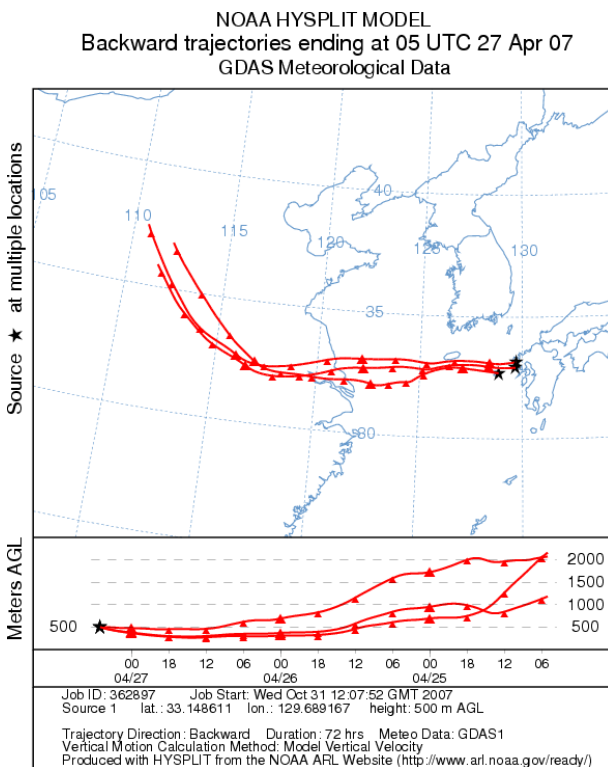 NOAA HYSPLIT MODEL
Backward trajectories ending at 05 UTC 27 Apr 07
GDAS Meteorological Data
Source ★ at multiple locations
105
110
115
120
125
130
40
35
30
Meters AGL
500
2000
1500
1000
500
00 18 12 06 00 18 12 06 00 18 12 06
04/27 04/26 04/25
Job ID: 362897 Job Start: Wed Oct 31 12:07:52 GMT 2007
Source 1 lat.: 33.148611 lon.: 129.689167 height: 500 m AGL
Trajectory Direction: Backward Duration: 72 hrs Meteo Data: GDAS1
Vertical Motion Calculation Method: Model Vertical Velocity
Produced with HYSPLIT from the NOAA ARL Website (http://www.arl.noaa.gov/ready/)